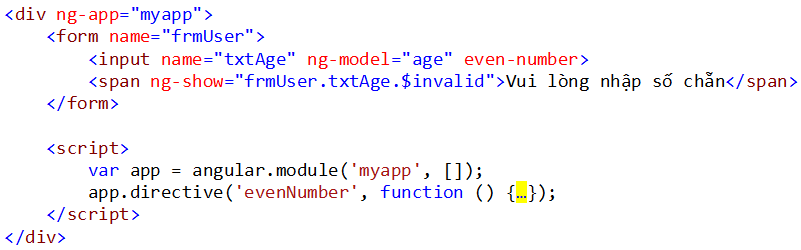 <div ng-app="myapp">
    <form name="frmUser">
        <input name="txtAge" ng-model="age" even-number>
        <span ng-show="frmUser.txtAge.$invalid">Vui lòng nhập số chẵn</span>
    </form>

    <script>
        var app = angular.module('myapp', []);
        app.directive('evenNumber', function () {…});
    </script>
</div>